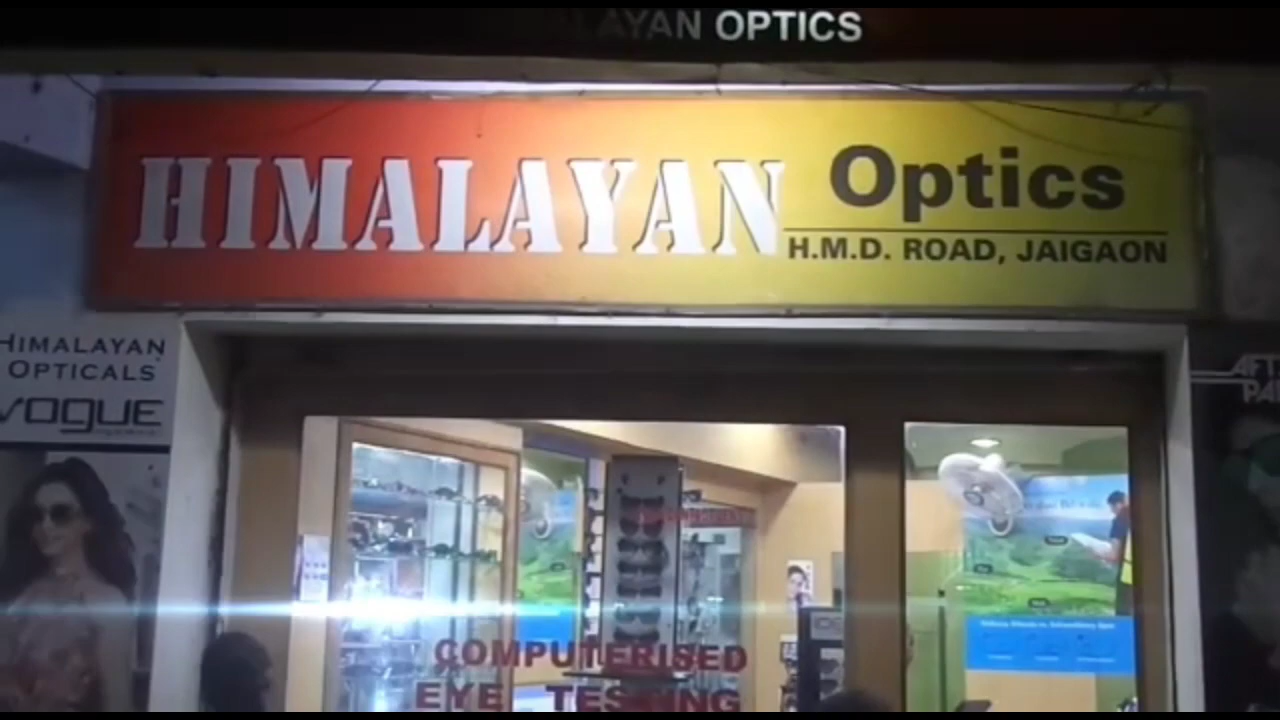 HIMALAYAN OPTICS
HIMALAYAN Optics
H.M.D. ROAD, JAIGAON
HIMALAYAN
OPTICALS
VOGUE
COMPUTERISED
EYE TESTING